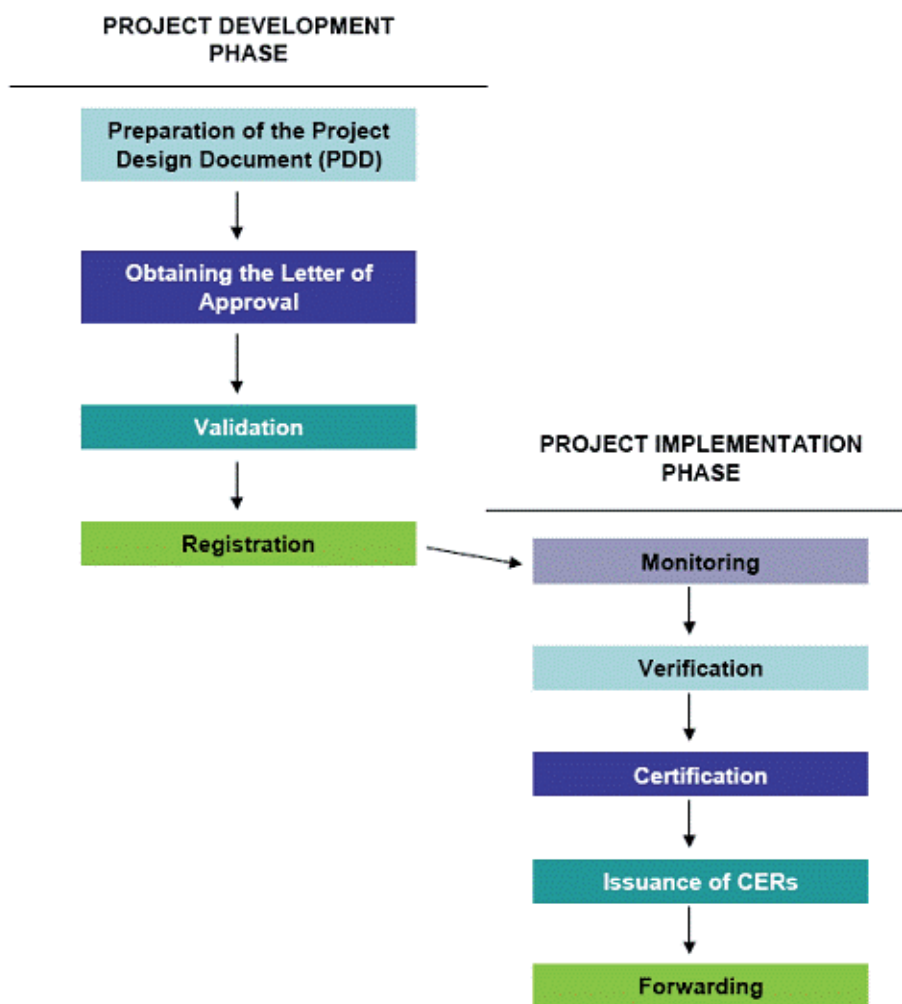 PROJECT DEVELOPMENT
PHASE
Preparation of the Project
Design Document (PDD)
Obtaining the Letter of
Approval
Validation
Registration
PROJECT IMPLEMENTATION
PHASE
Monitoring
Verification
Certification
Issuance of CERs
Forwarding